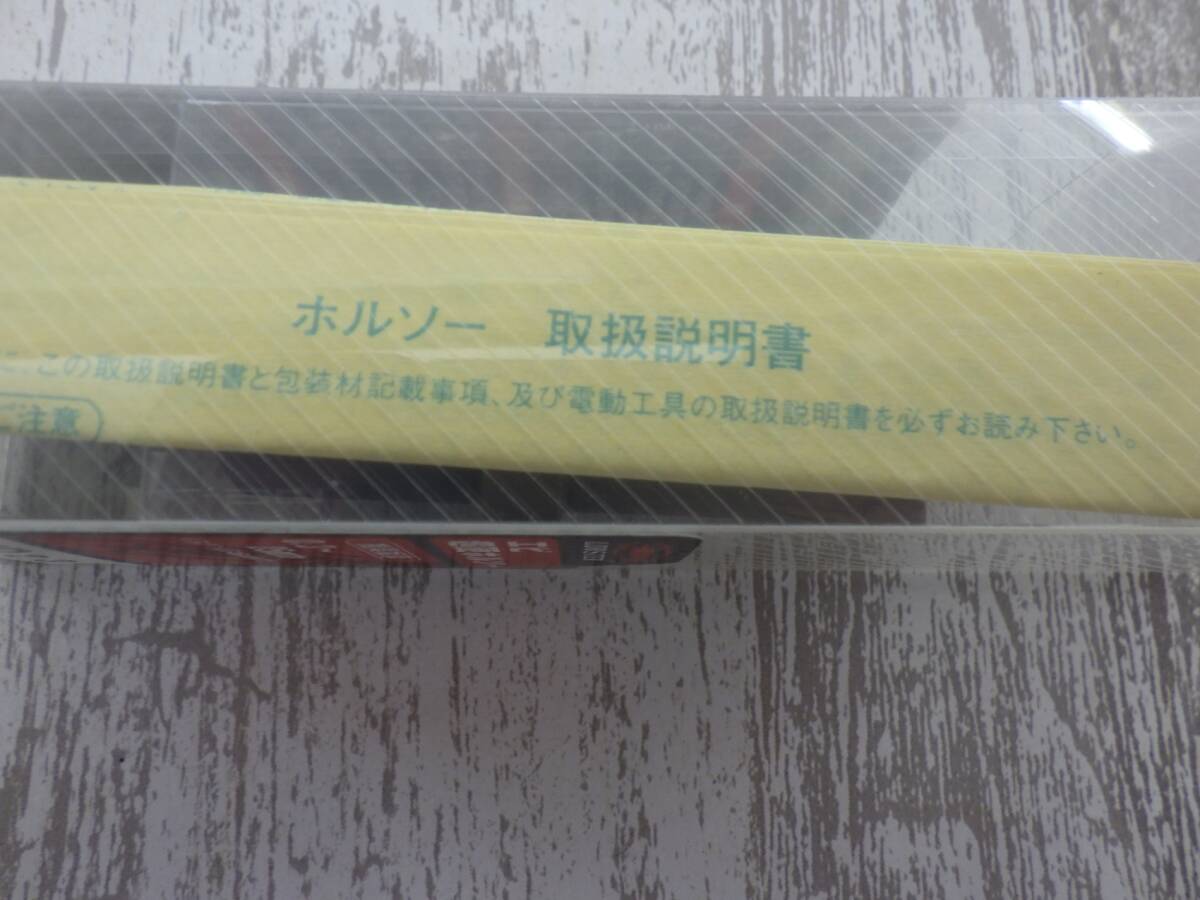 ホルソー 取扱説明書
に、この取扱説明書と包装材記載事項、及び電動工具の取扱説明書を必ずお読み下さい。
ご注意